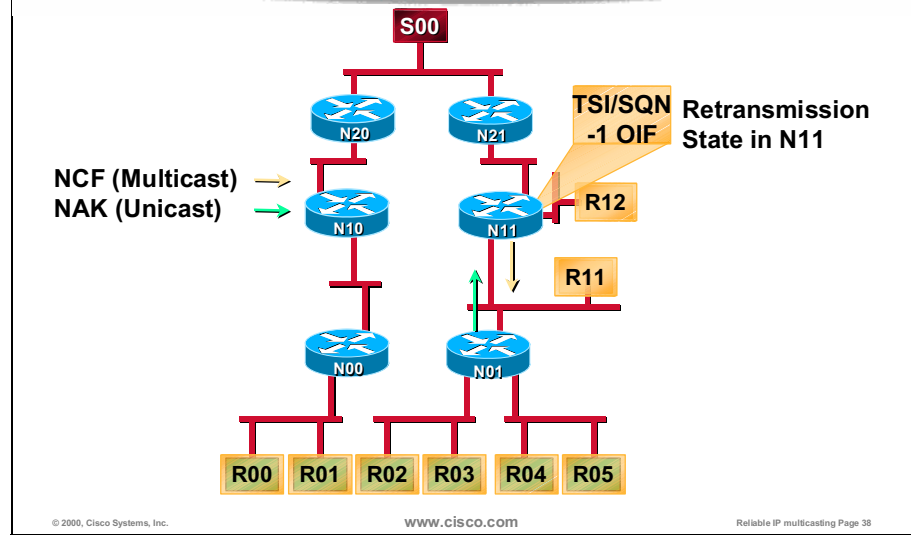 S00
N20
N21
TSI/SQN
-1 OIF
Retransmission
State in N11
NCF (Multicast)
NAK (Unicast)
N10
N11
R12
R11
N00
N01
R00
R01
R02
R03
R04
R05
© 2000, Cisco Systems, Inc.
www.cisco.com
Reliable IP multicasting Page 38